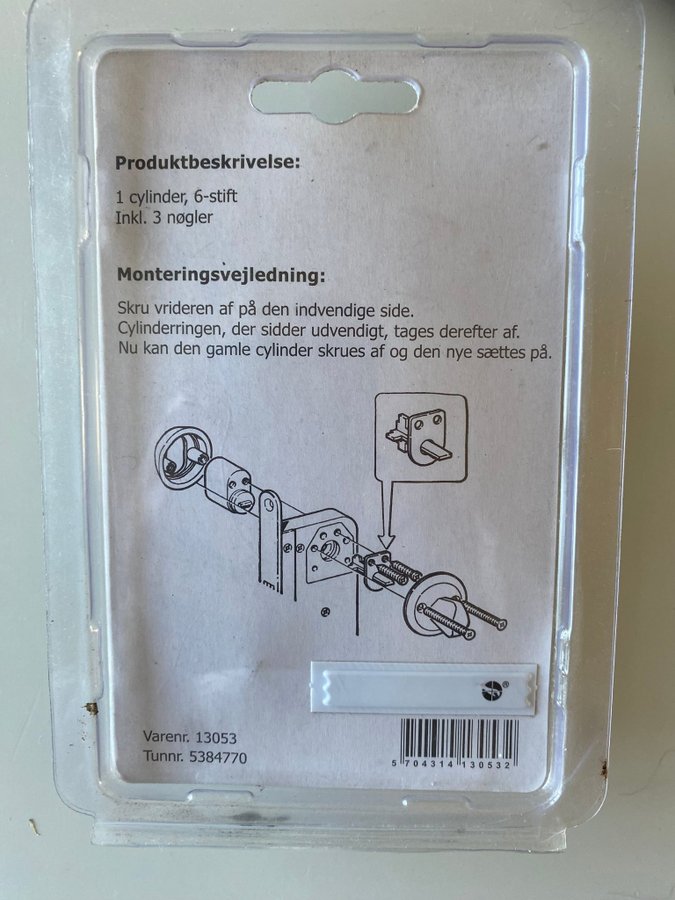 Produktbeskrivelse:
1 cylinder, 6-stift
Inkl. 3 nøgler
Monteringsvejledning:
Skru vrideren af på den indvendige side.
Cylinderringen, der sidder udvendigt, tages derefter af.
Nu kan den gamle cylinder skrues af og den nye sættes på.
®
Varenr. 13053
Tunnr. 5384770
5 704314 130532